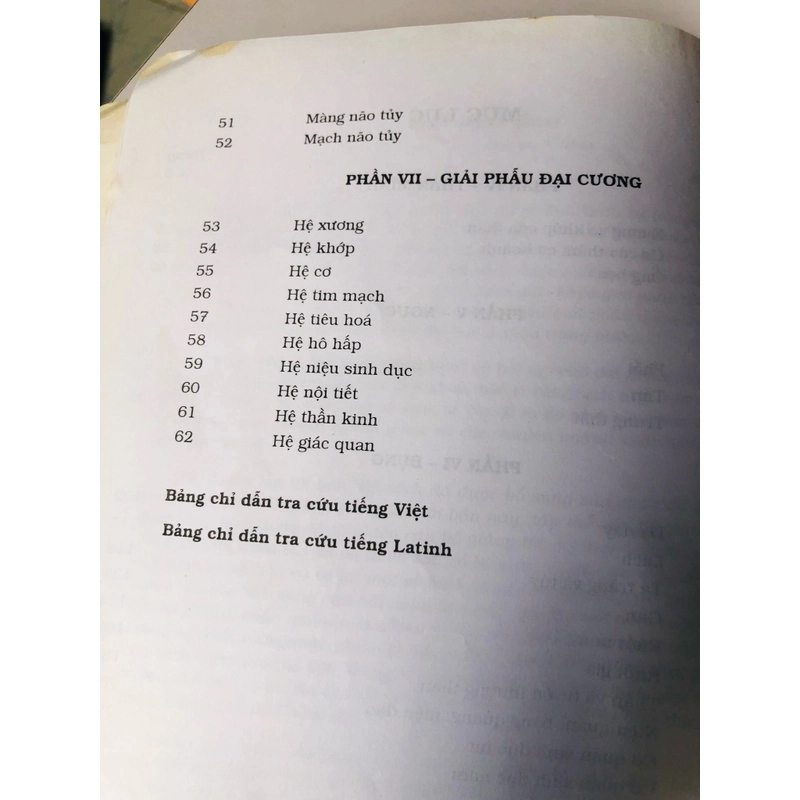 51 Màng não tủy
52 Mạch não tủy
PHẦN VII – GIẢI PHẪU ĐẠI CƯƠNG
53 Hệ xương
54 Hệ khớp
55 Hệ cơ
56 Hệ tim mạch
57 Hệ tiêu hoá
58 Hệ hô hấp
59 Hệ niệu sinh dục
60 Hệ nội tiết
61 Hệ thần kinh
62 Hệ giác quan
Bảng chỉ dẫn tra cứu tiếng Việt
Bảng chỉ dẫn tra cứu tiếng Latinh